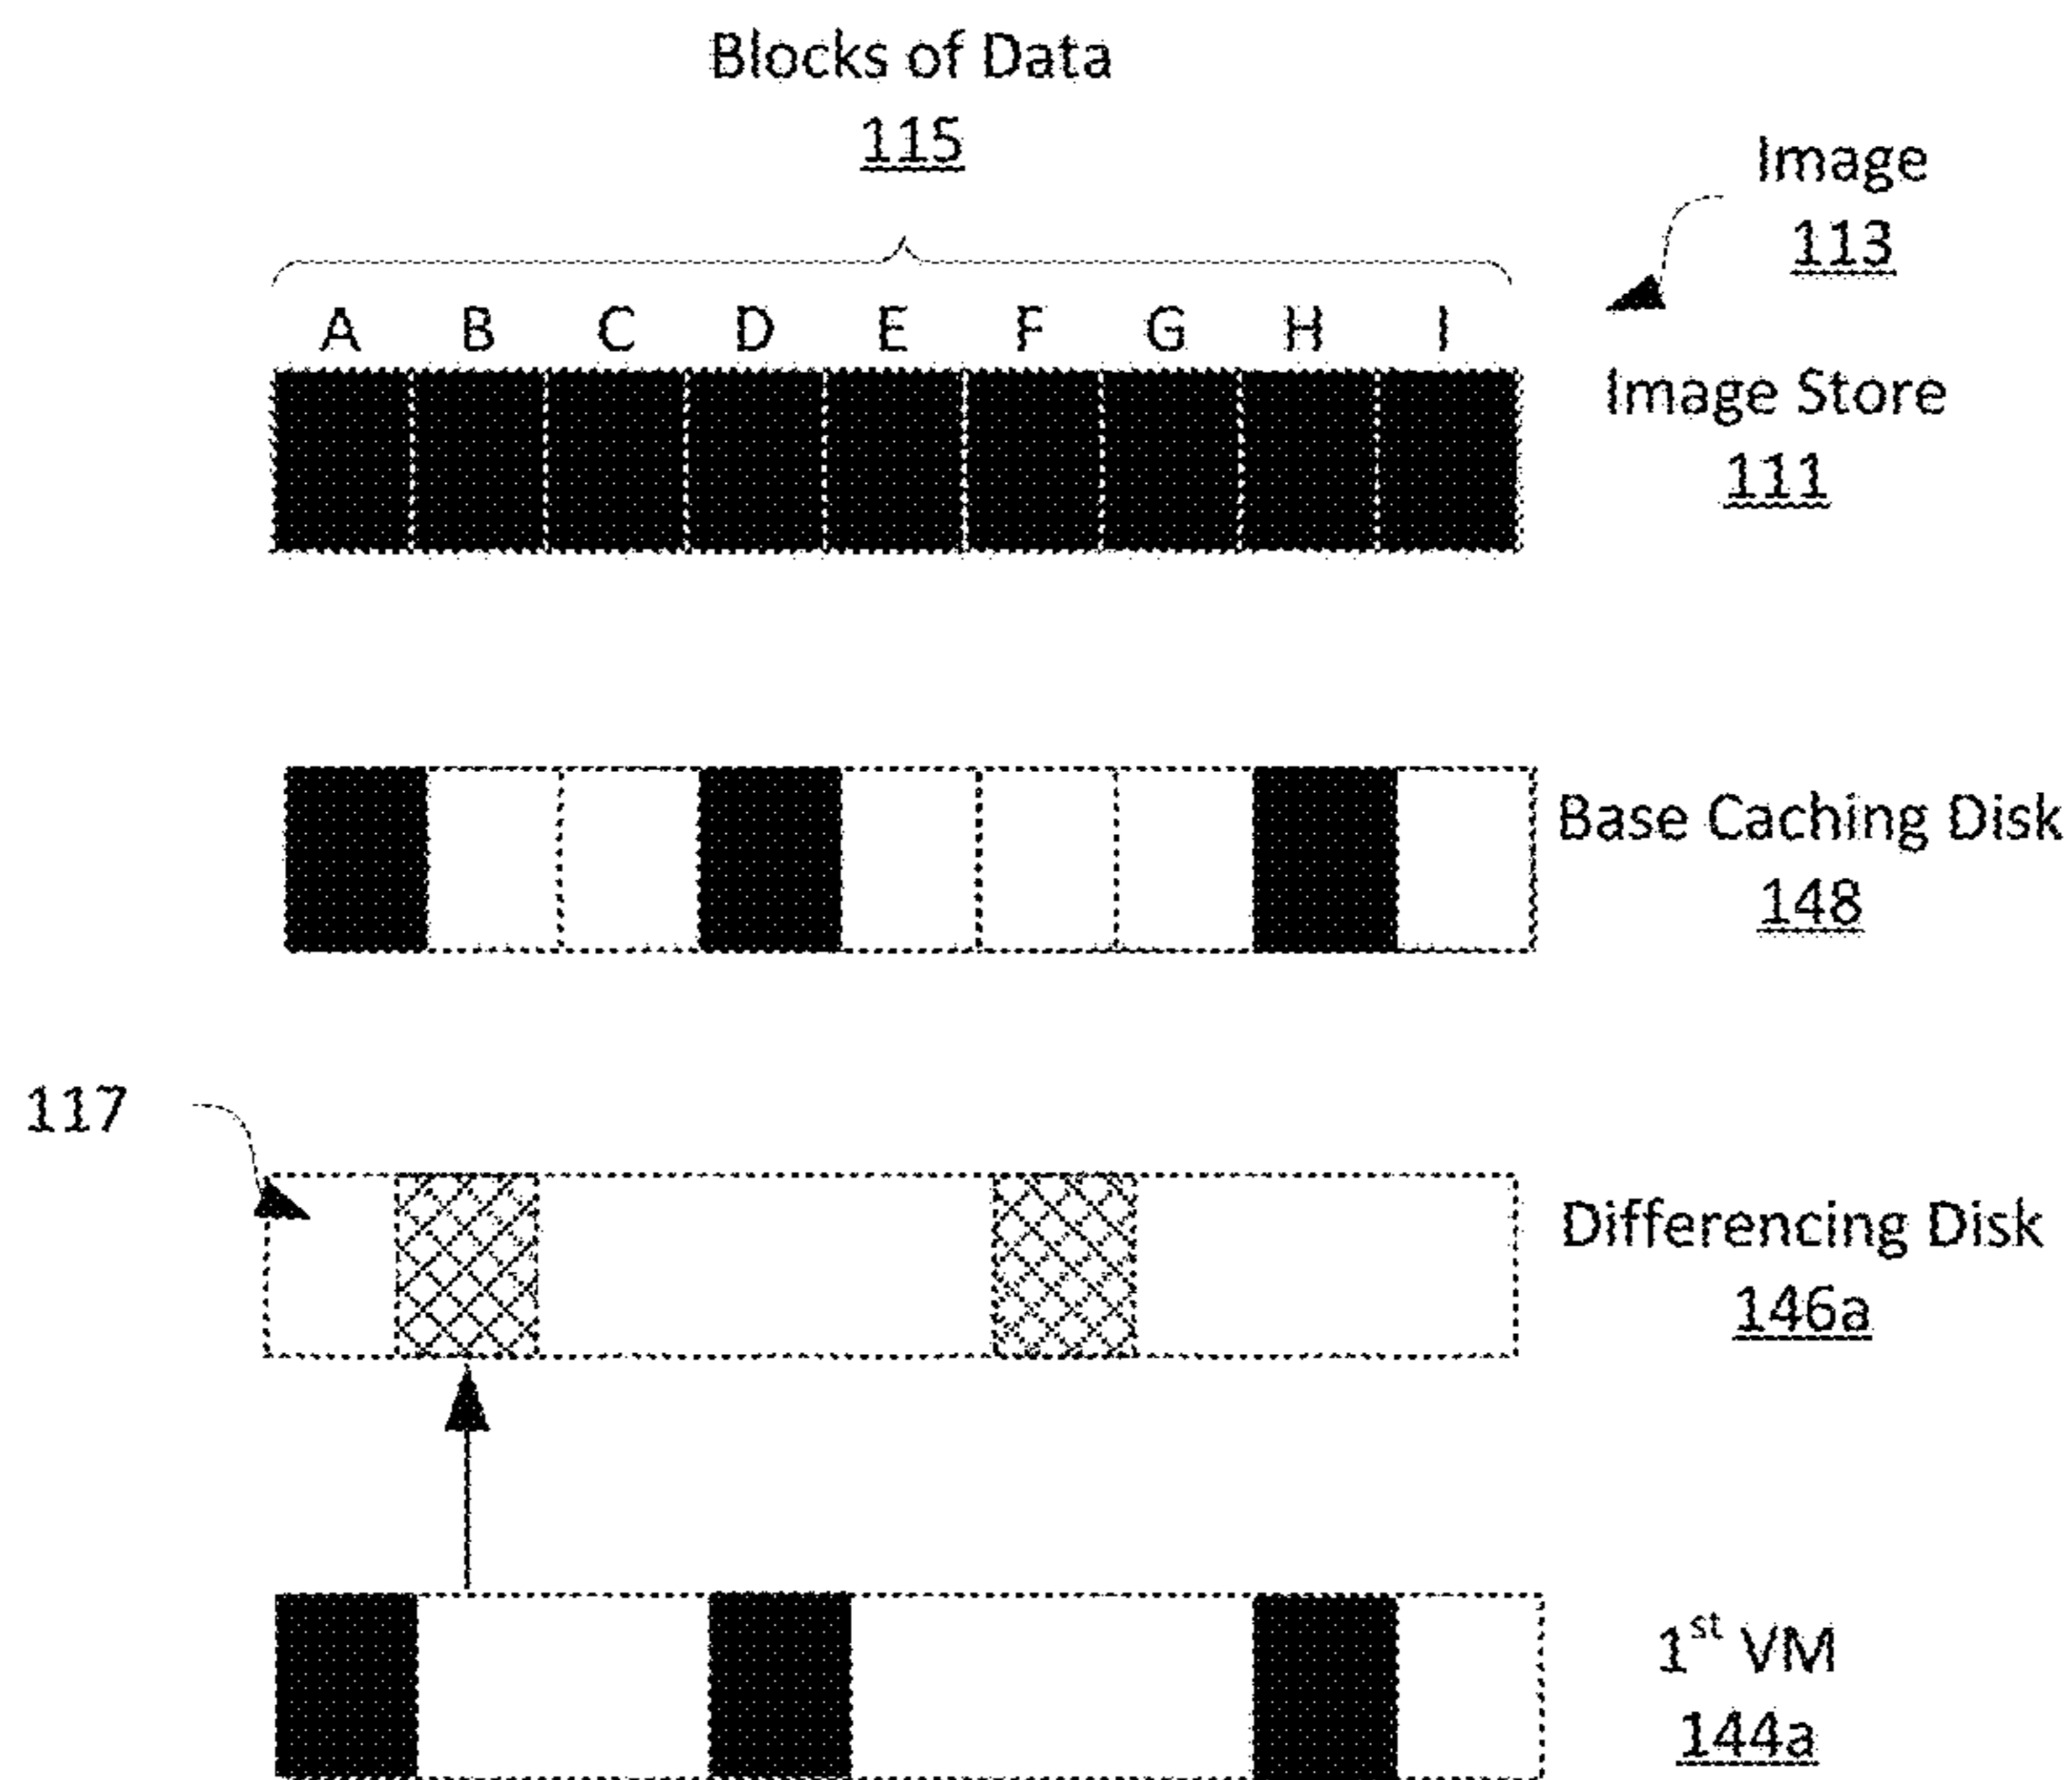 Blocks of Data
115
Image
113
A B C D E F G H I
Image Store
111
Base Caching Disk
148
117
Differencing Disk
146a
1st VM
144a